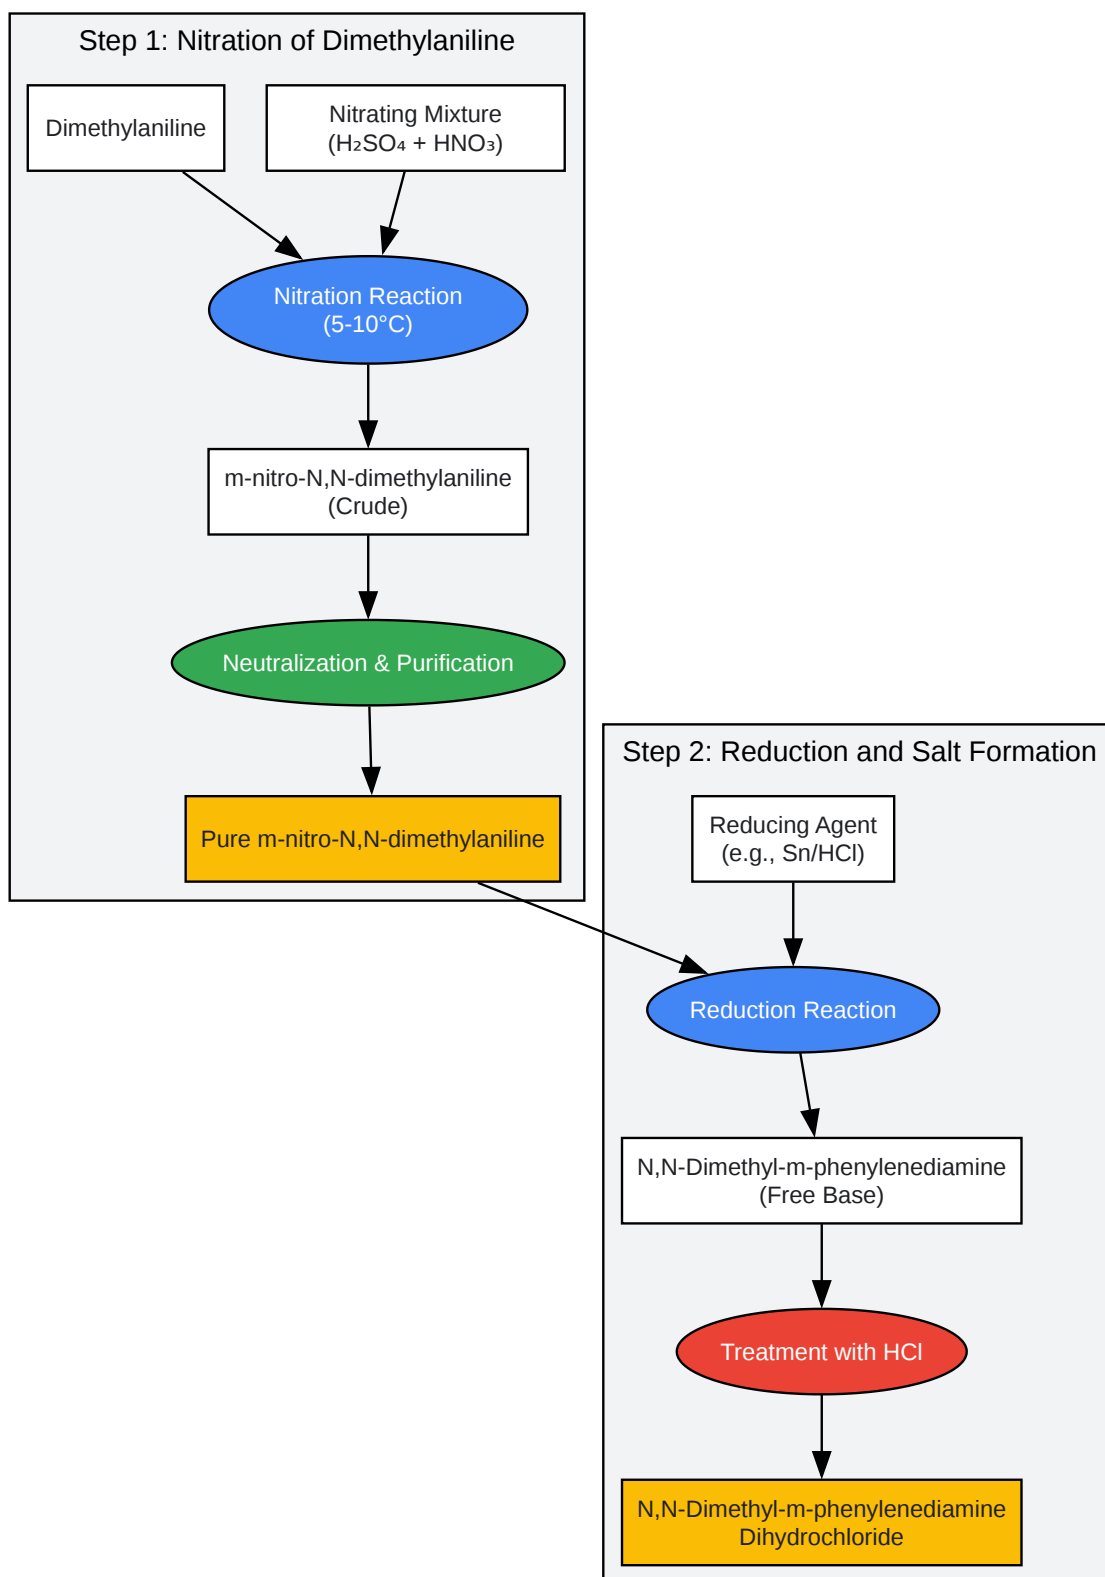 Step 1: Nitration of Dimethylaniline
Dimethylaniline
Nitrating Mixture
(H₂SO₄ + HNO₃)
Nitration Reaction
(5-10°C)
m-nitro-N,N-dimethylaniline
(Crude)
Neutralization & Purification
Pure m-nitro-N,N-dimethylaniline
Step 2: Reduction and Salt Formation
Reducing Agent
(e.g., Sn/HCl)
Reduction Reaction
N,N-Dimethyl-m-phenylenediamine
(Free Base)
Treatment with HCl
N,N-Dimethyl-m-phenylenediamine
Dihydrochloride